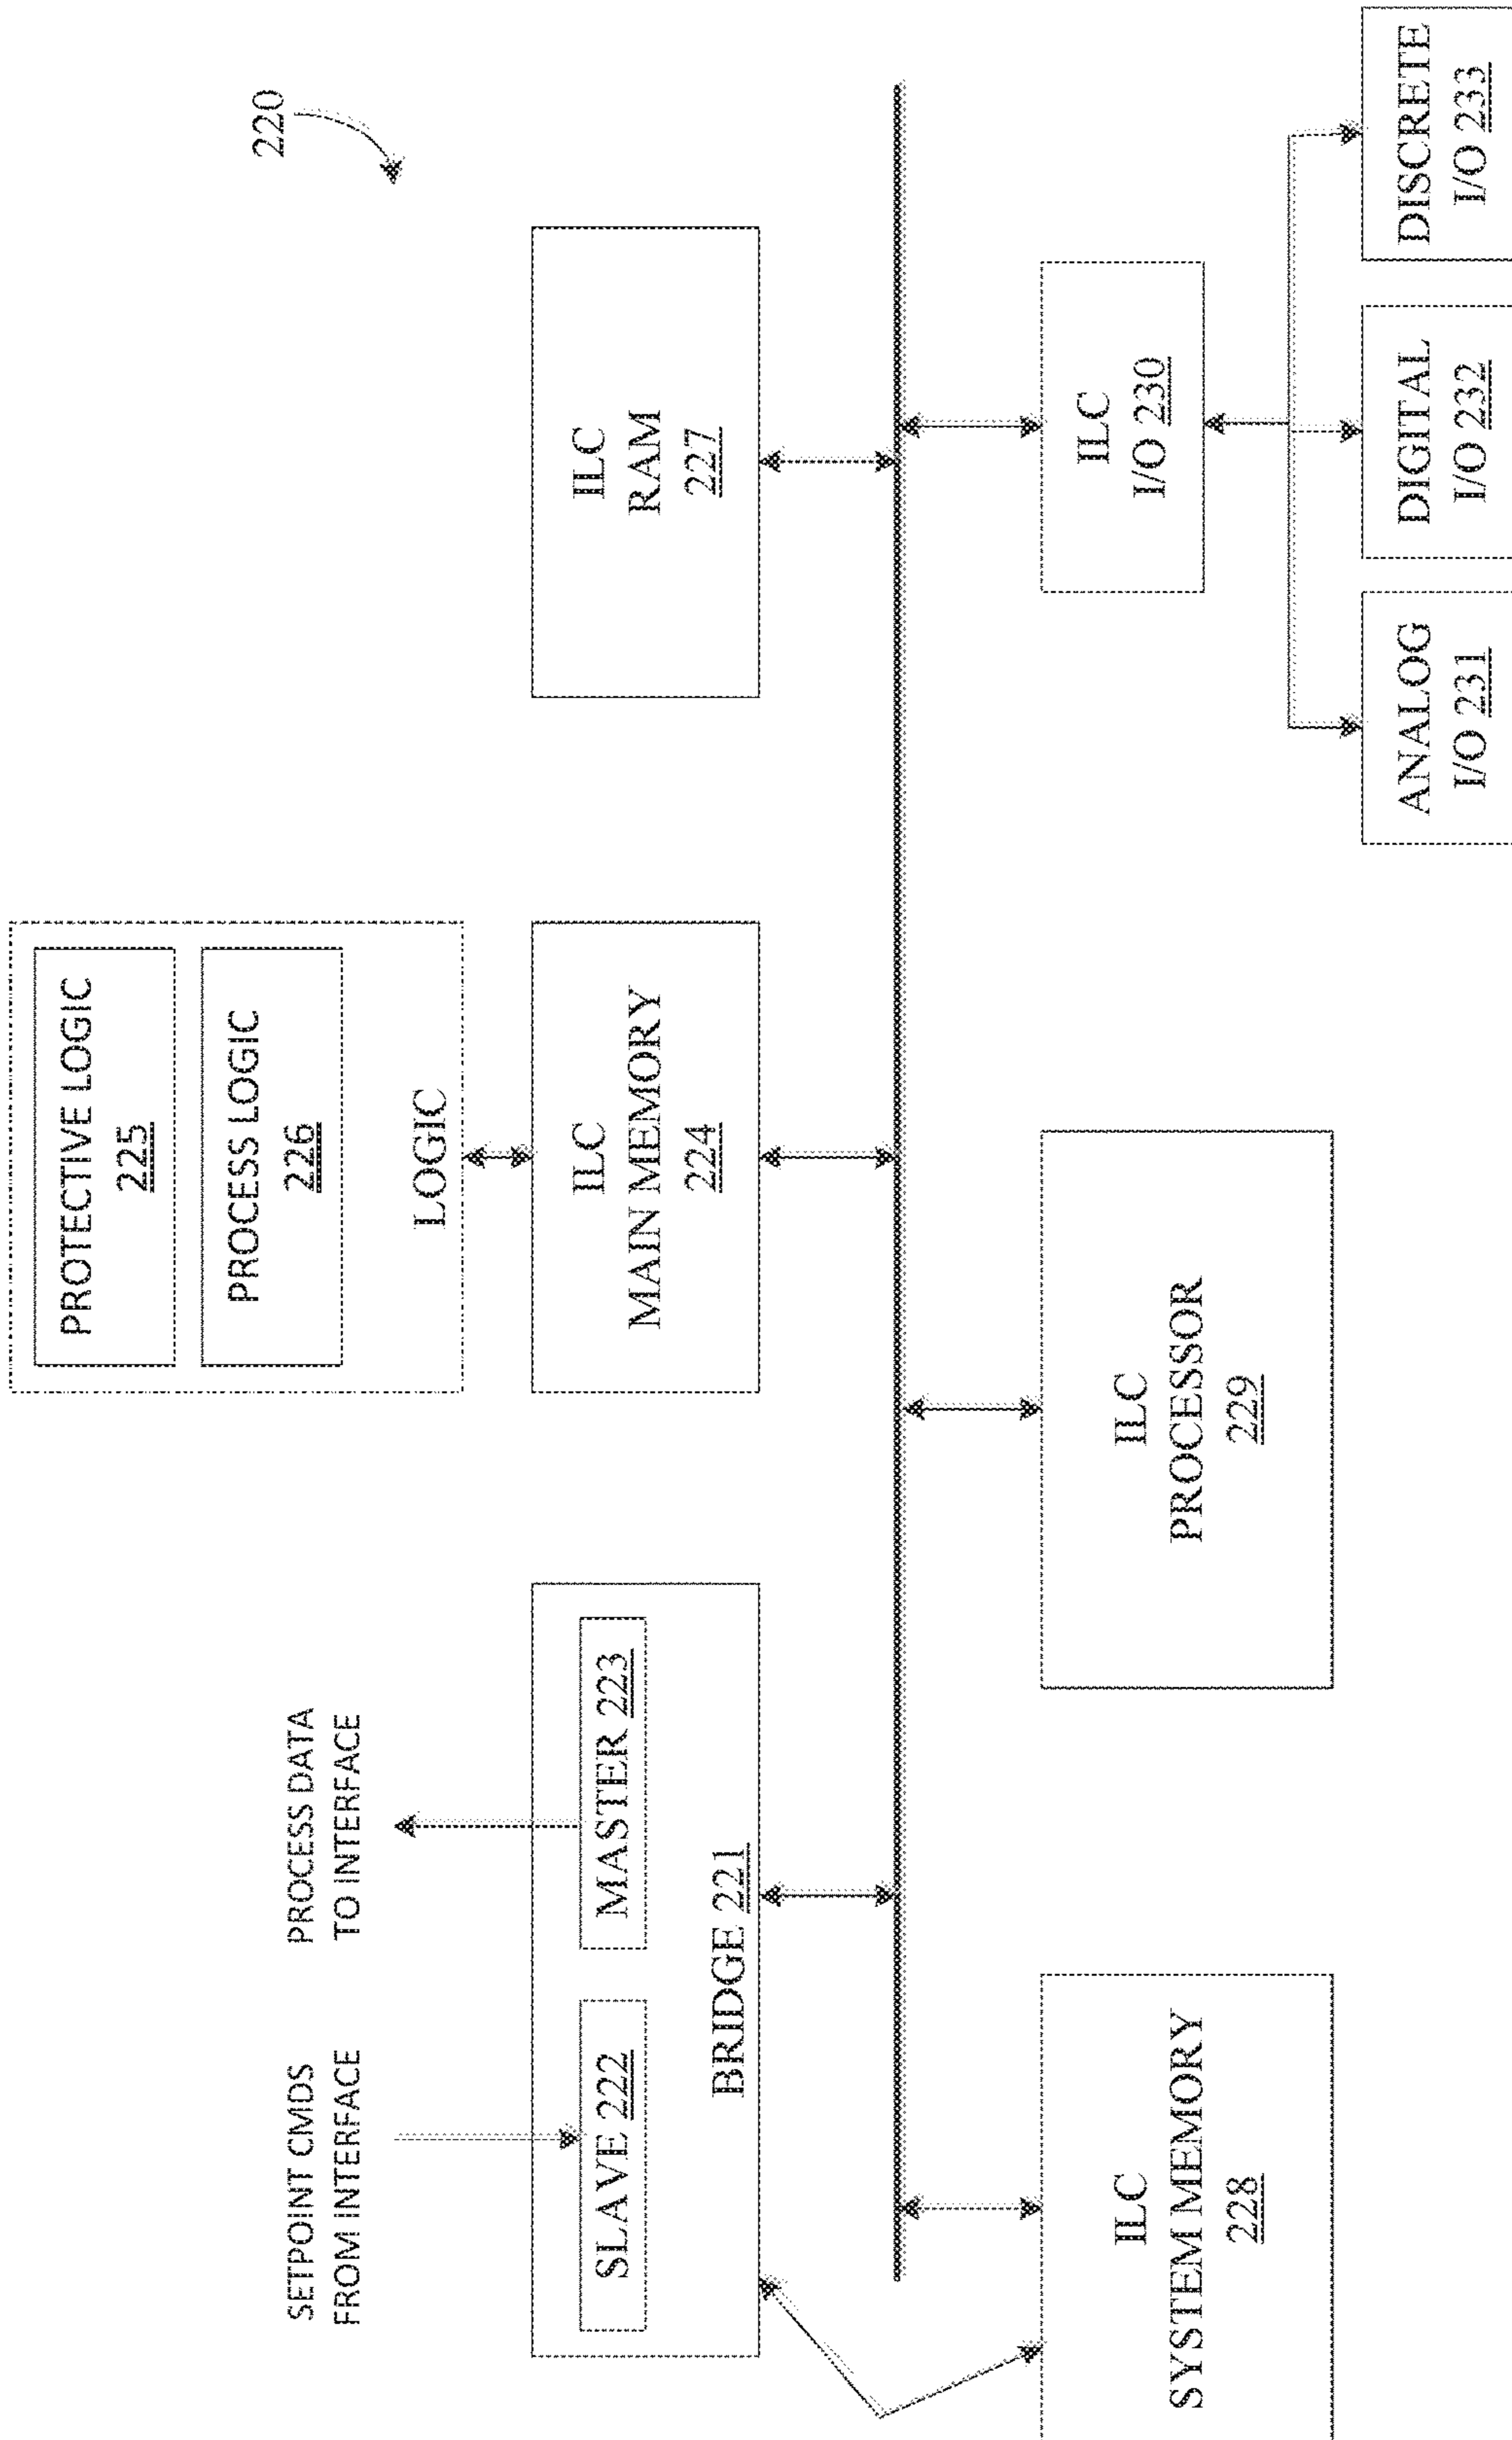 220
SETPOINT CMDS
FROM INTERFACE
PROCESS DATA
TO INTERFACE
PROTECTIVE LOGIC
225
PROCESS LOGIC
226
LOGIC
SLAVE 222
MASTER 223
BRIDGE 221
ILC
MAIN MEMORY
224
ILC
RAM
227
ILC
SYSTEM MEMORY
228
ILC
PROCESSOR
229
ILC
I/O 230
ANALOG
I/O 231
DIGITAL
I/O 232
DISCRETE
I/O 233